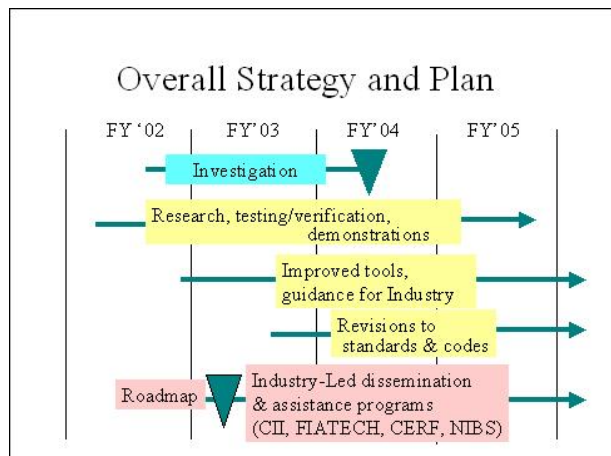 Overall Strategy and Plan
FY ‘02 FY’03 FY’04 FY’05
Investigation
Research, testing/verification,
demonstrations
Improved tools,
guidance for Industry
Revisions to
standards & codes
Roadmap
Industry-Led dissemination
& assistance programs
(CII, FIATECH, CERF, NIBS)